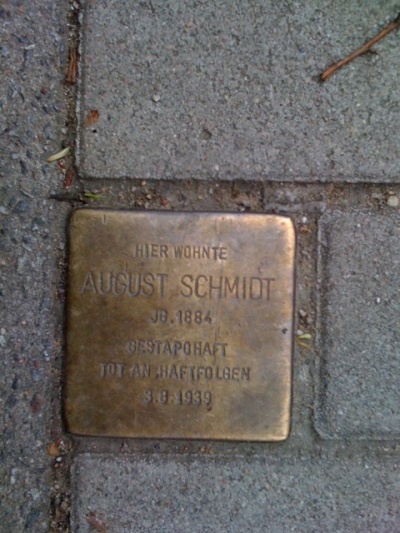 HIER WOHNTE
AUGUST SCHMIDT
JG. 1884
GESTAPOHAFT
TOT AN HAFTFOLGEN
3.8.1939